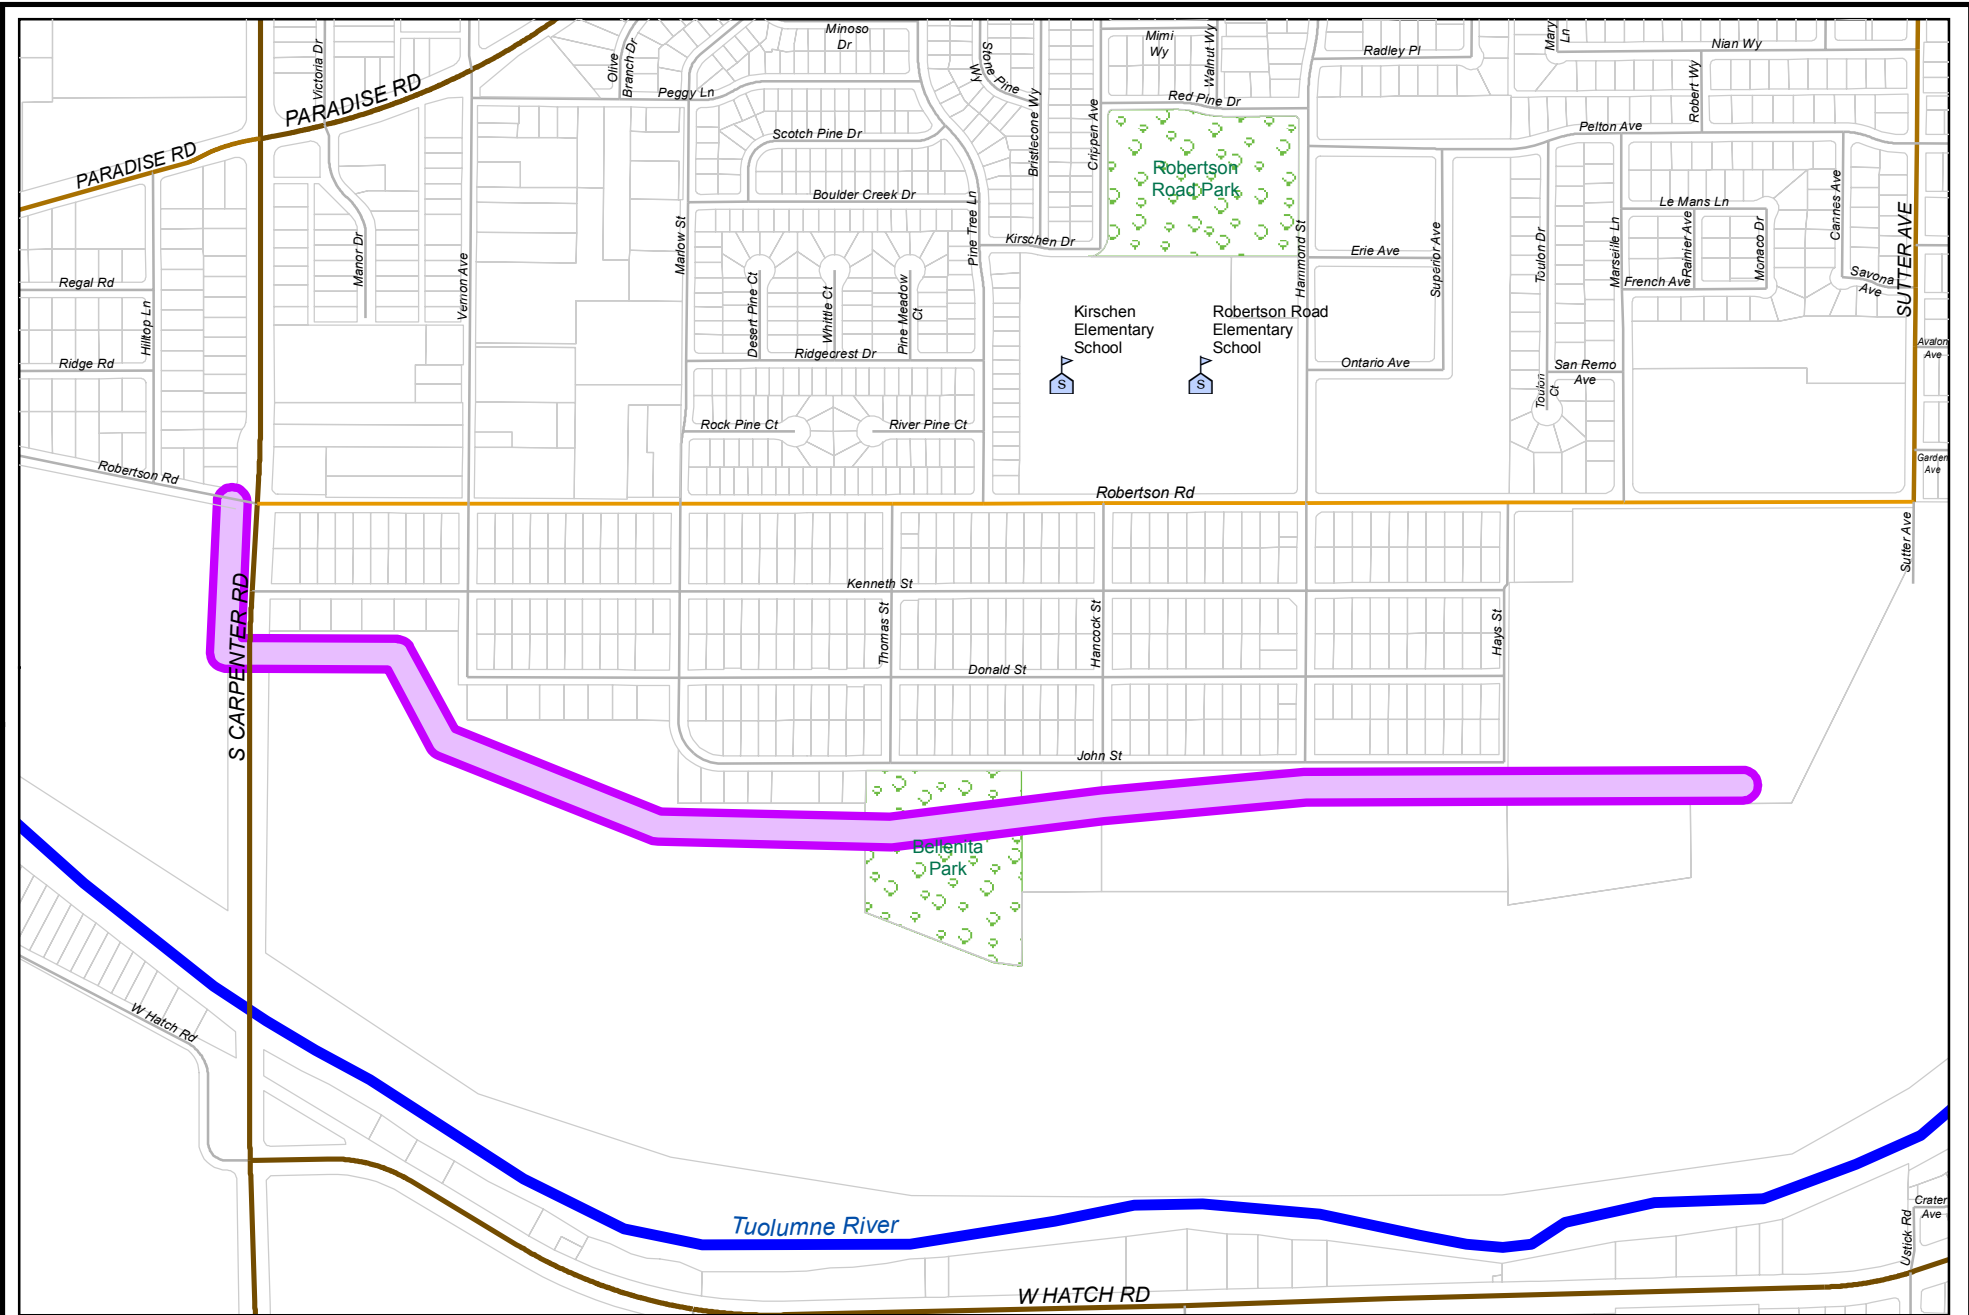 Minoso
Dr
Mimi
Wy
Walnut Wy
Radley Pl
Mary
Ln
Nian Wy
Victoria Dr
Olive
Branch Dr
Stone Pine
Wy
PARADISE RD
Peggy Ln
Bristlecone Wy
Crippen Ave
Red Pine Dr
Robert Wy
Pelton Ave
PARADISE RD
Scotch Pine Dr
Robertson
Road Park
Boulder Creek Dr
Le Mans Ln
Cannes Ave
SUTTER AVE
Manor Dr
Vernon Ave
Marlow St
Pine Tree Ln
Kirschen Dr
Hammond St
Erie Ave
Superior Ave
Toulon Dr
Marseille Ln
Rainier Ave
Monaco Dr
French Ave
Savona
Ave
Regal Rd
Hilltop Ln
Desert Pine Ct
Whittle Ct
Pine Meadow
Ct
Kirschen
Elementary
School
Robertson Road
Elementary
School
Avalon
Ave
Ridge Rd
Ridgecrest Dr
Ontario Ave
San Remo
Ave
Toulon
Ct
S
S
Rock Pine Ct
River Pine Ct
Garden
Ave
Robertson Rd
Robertson Rd
Sutter Ave
Kenneth St
S CARPENTER RD
Thomas St
Hancock St
Hays St
Donald St
John St
Bellenita
Park
W Hatch Rd
Tuolumne River
Crater
Ave
Ustick Rd
W HATCH RD